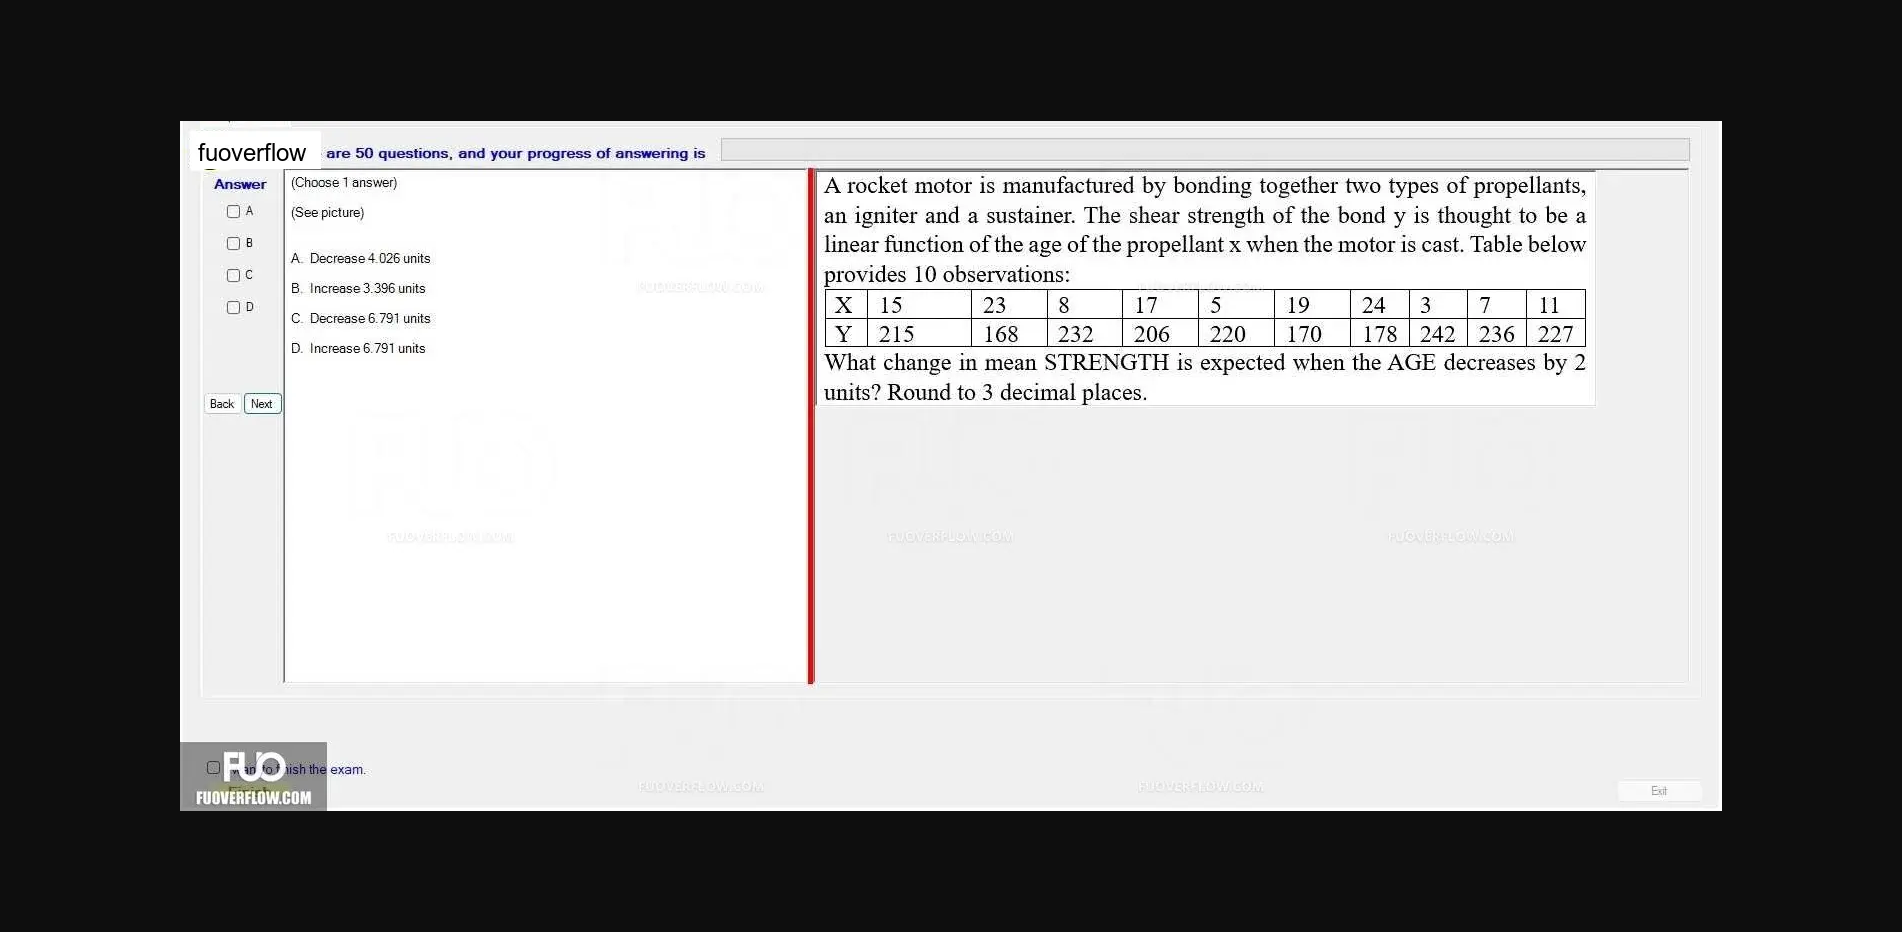 fuoverflow are 50 questions, and your progress of answering is
Answer
A
B
C
D
Back Next
(Choose 1 answer)
(See picture)
A. Decrease 4.026 units
B. Increase 3.396 units
C. Decrease 6.791 units
D. Increase 6.791 units
A rocket motor is manufactured by bonding together two types of propellants,
an igniter and a sustainer. The shear strength of the bond y is thought to be a
linear function of the age of the propellant x when the motor is cast. Table below
provides 10 observations:
X 15 23 8 17 5 19 24 3 7 11
Y 215 168 232 206 220 170 178 242 236 227
What change in mean STRENGTH is expected when the AGE decreases by 2
units? Round to 3 decimal places.
FUOVERFLOW.COM
FUOVERFLOW.COM
FUOVERFLOW.COM FUOVERFLOW.COM FUOVERFLOW.COM
FUO
want to finish the exam.
Finish
FUOVERFLOW.COM
FUOVERFLOW.COM FUOVERFLOW.COM
Exit